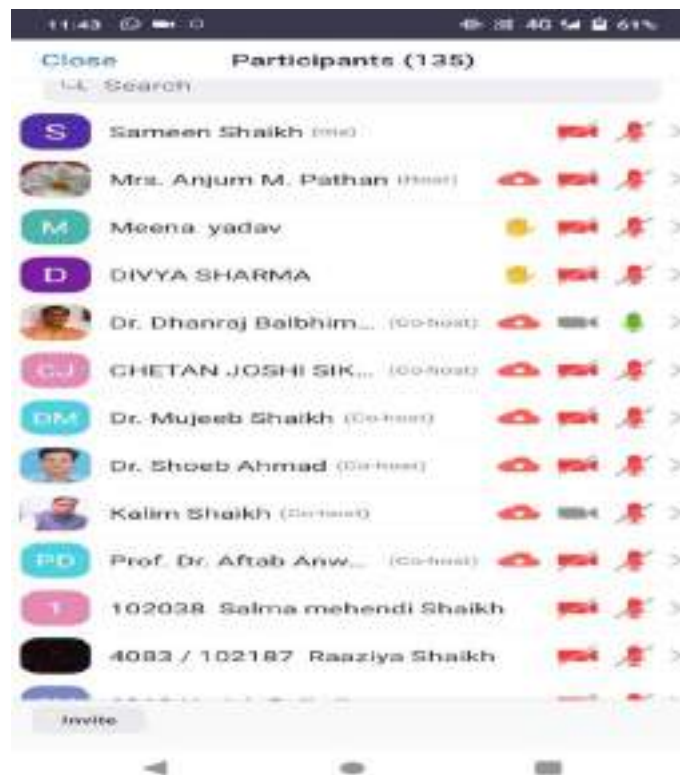 11:43 4G 61%
Close Participants (135)
Search
S Sameen Shaikh (me)
Mrs. Anjum M. Pathan (Host)
M Meena yadav
D DIVYA SHARMA
Dr. Dhanraj Balbhim... (Co-host)
CJ CHETAN JOSHI SIK... (Co-host)
DM Dr. Mujeeb Shaikh (Co-host)
Dr. Shoeb Ahmad (Co-host)
Kalim Shaikh (Co-host)
PD Prof. Dr. Aftab Anw... (Co-host)
1 102038 Salma mehendi Shaikh
4083 / 102187 Raaziya Shaikh
Invite